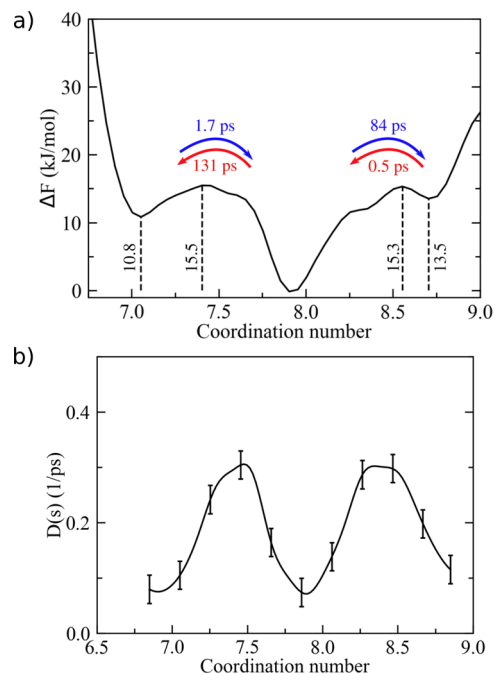 a)
40
30
20
10
0
ΔF (kJ/mol)
1.7 ps
131 ps
84 ps
0.5 ps
10.8
15.5
15.3
13.5
7.0
7.5
8.0
8.5
9.0
Coordination number
b)
0.4
0.2
0.0
D(s) (1/ps)
6.5
7.0
7.5
8.0
8.5
9.0
Coordination number